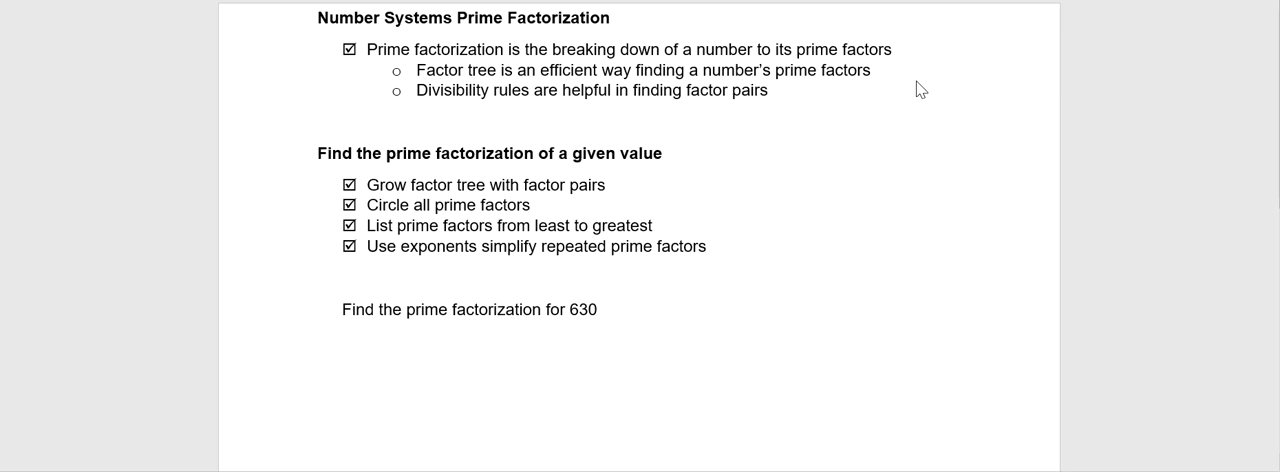 Number Systems Prime Factorization
☑ Prime factorization is the breaking down of a number to its prime factors
o Factor tree is an efficient way finding a number’s prime factors
o Divisibility rules are helpful in finding factor pairs
Find the prime factorization of a given value
☑ Grow factor tree with factor pairs
☑ Circle all prime factors
☑ List prime factors from least to greatest
☑ Use exponents simplify repeated prime factors
Find the prime factorization for 630